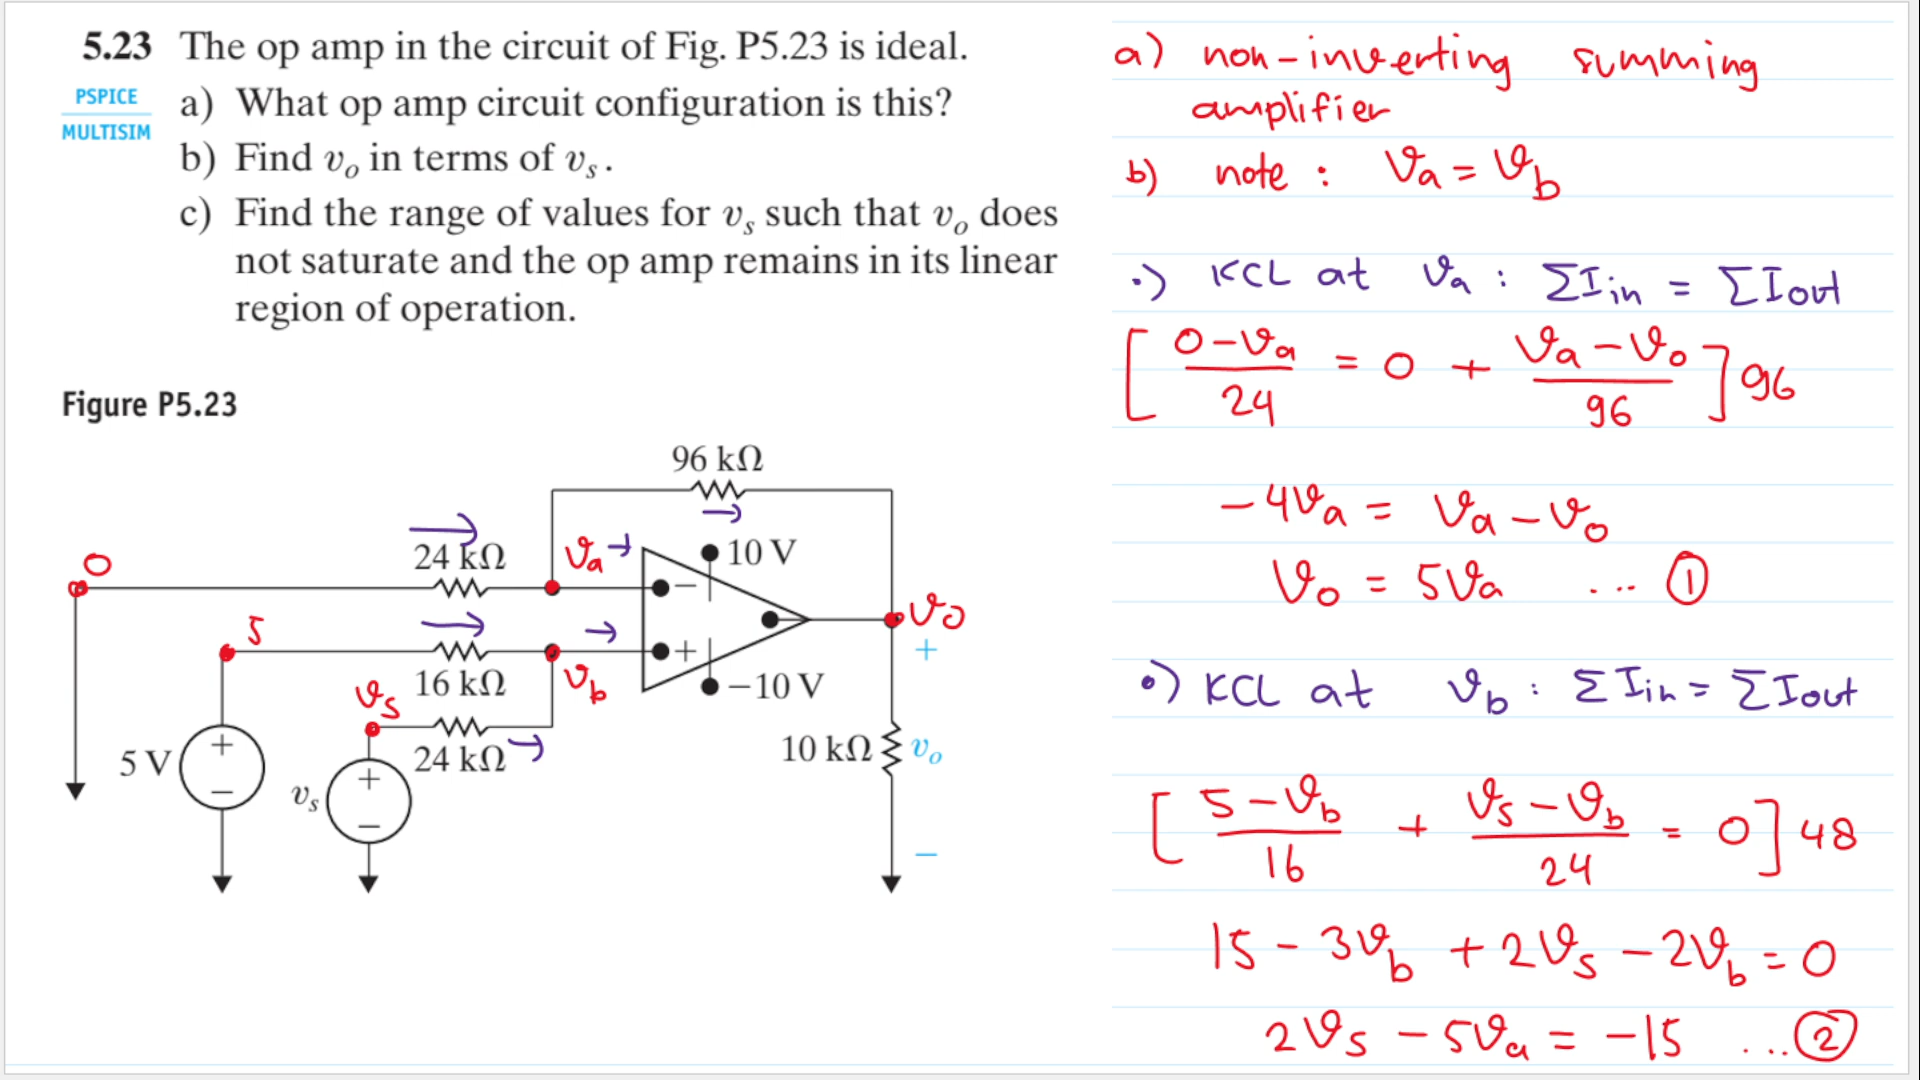 5.23 The op amp in the circuit of Fig. P5.23 is ideal.
PSPICE
MULTISIM
a) What op amp circuit configuration is this?
b) Find v_o in terms of v_s.
c) Find the range of values for v_s such that v_o does
not saturate and the op amp remains in its linear
region of operation.
Figure P5.23
96 kΩ
→
→
24 kΩ
0
v_a →
10 V
−
v_o
5
→
→
+
+
16 kΩ
v_b
−10 V
v_s
24 kΩ →
5 V
+
−
v_s
+
−
10 kΩ
v_o
−
a) non-inverting summing
amplifier
b) note : v_a = v_b
•) KCL at v_a : ΣI_in = ΣI_out
[ (0 − v_a)/24 = 0 + (v_a − v_o)/96 ] 96
−4v_a = v_a − v_o
v_o = 5v_a ... ①
•) KCL at v_b : ΣI_in = ΣI_out
[ (5 − v_b)/16 + (v_s − v_b)/24 = 0 ] 48
15 − 3v_b + 2v_s − 2v_b = 0
2v_s − 5v_a = −15 ... ②